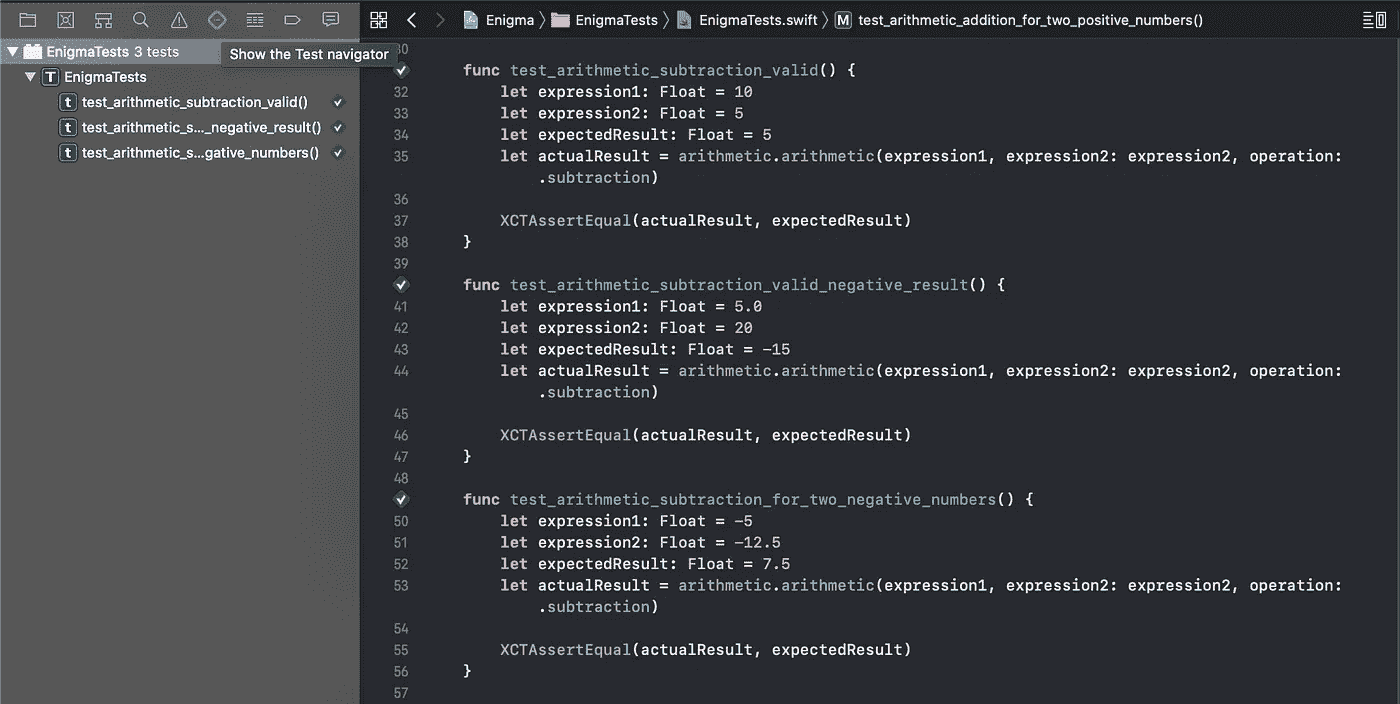 Enigma 〉 EnigmaTests 〉 EnigmaTests.swift 〉 M test_arithmetic_addition_for_two_positive_numbers()
EnigmaTests 3 tests
Show the Test navigator
T EnigmaTests
t test_arithmetic_subtraction_valid()
t test_arithmetic_s..._negative_result()
t test_arithmetic_s...gative_numbers()
30
func test_arithmetic_subtraction_valid() {
32 let expression1: Float = 10
33 let expression2: Float = 5
34 let expectedResult: Float = 5
35 let actualResult = arithmetic.arithmetic(expression1, expression2: expression2, operation:
.subtraction)
36
37 XCTAssertEqual(actualResult, expectedResult)
38 }
39
func test_arithmetic_subtraction_valid_negative_result() {
41 let expression1: Float = 5.0
42 let expression2: Float = 20
43 let expectedResult: Float = -15
44 let actualResult = arithmetic.arithmetic(expression1, expression2: expression2, operation:
.subtraction)
45
46 XCTAssertEqual(actualResult, expectedResult)
47 }
48
func test_arithmetic_subtraction_for_two_negative_numbers() {
50 let expression1: Float = -5
51 let expression2: Float = -12.5
52 let expectedResult: Float = 7.5
53 let actualResult = arithmetic.arithmetic(expression1, expression2: expression2, operation:
.subtraction)
54
55 XCTAssertEqual(actualResult, expectedResult)
56 }
57